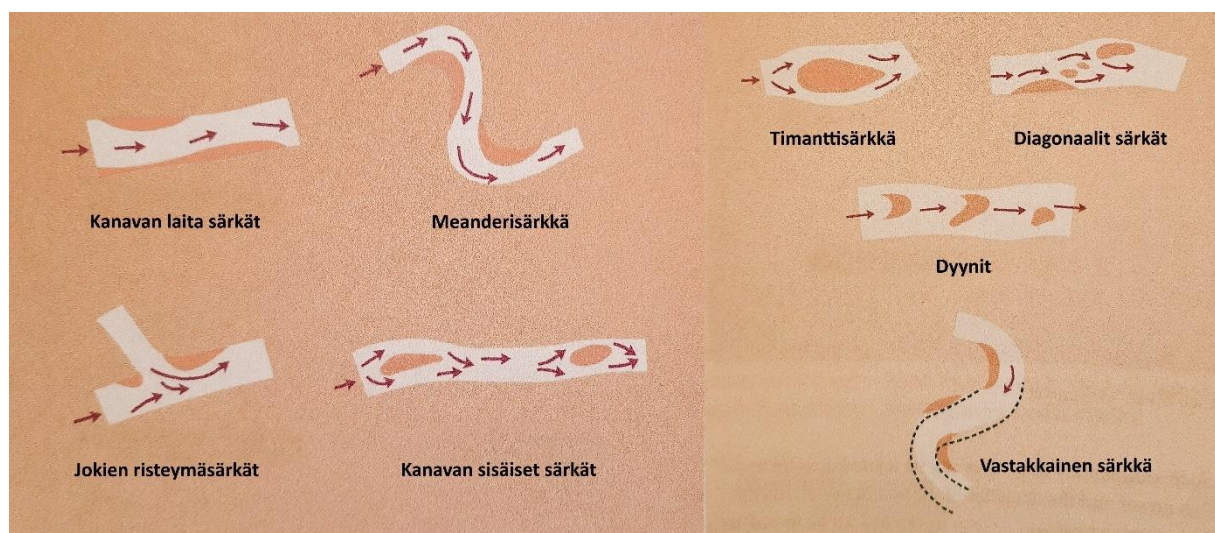 Kanavan laita särkät
Meanderisärkkä
Jokien risteymäsärkät
Kanavan sisäiset särkät
Timanttisärkkä
Diagonaalit särkät
Dyynit
Vastakkainen särkkä